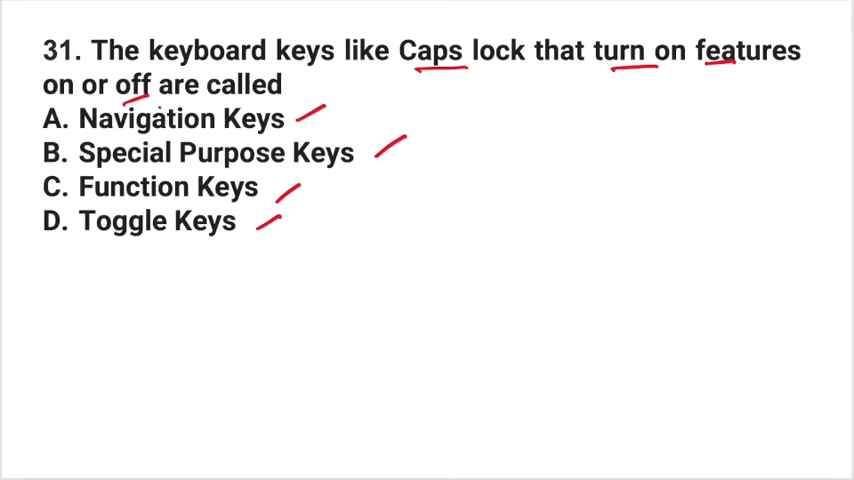 31. The keyboard keys like Caps lock that turn on features
on or off are called
A. Navigation Keys
B. Special Purpose Keys
C. Function Keys
D. Toggle Keys